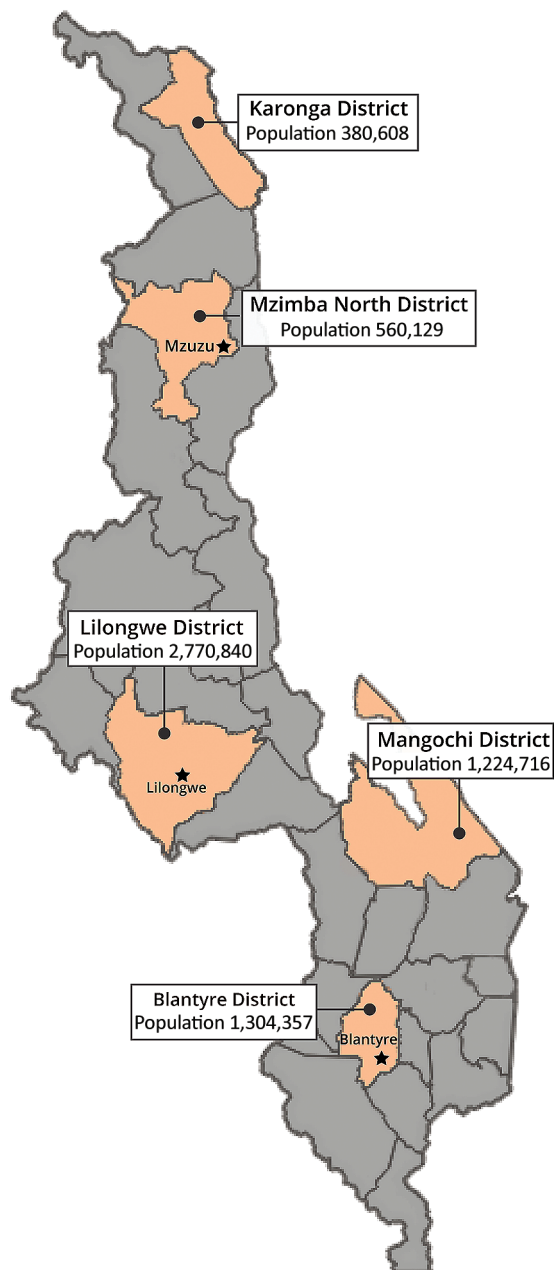 Karonga District
Population 380,608
Mzimba North District
Population 560,129
Mzuzu
Lilongwe District
Population 2,770,840
Mangochi District
Population 1,224,716
Lilongwe
Blantyre District
Population 1,304,357
Blantyre